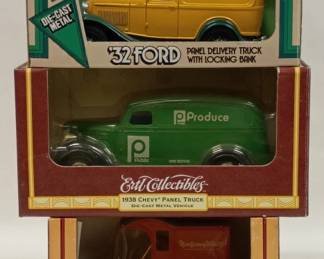 DIE-CAST
METAL
'32 FORD
PANEL DELIVERY TRUCK
WITH LOCKING BANK
Produce
Publix
Ertl Collectibles
1938 CHEVY PANEL TRUCK
DIE-CAST METAL VEHICLE